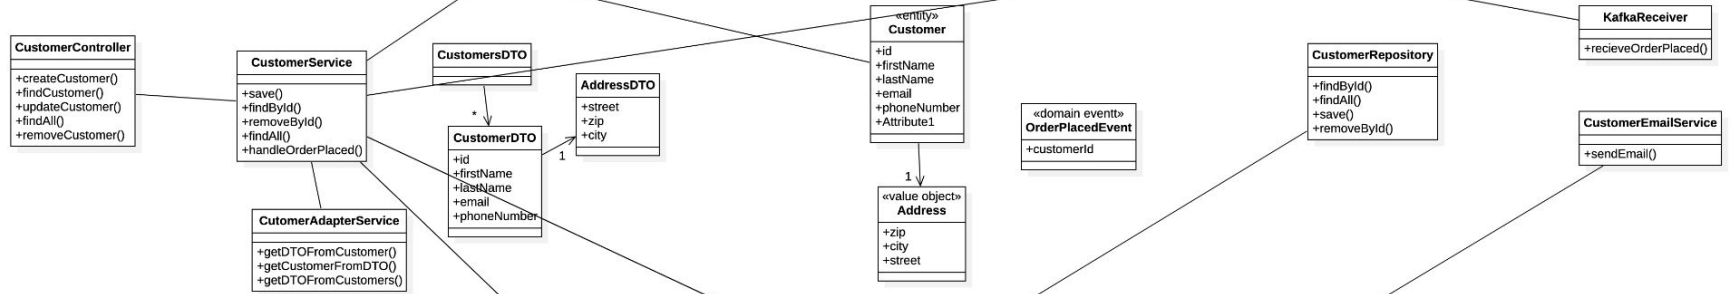 CustomerController
+createCustomer()
+findCustomer()
+updateCustomer()
+findAll()
+removeCustomer()
CustomerService
+save()
+findById()
+removeById()
+findAll()
+handleOrderPlaced()
CutomerAdapterService
+getDTOFromCustomer()
+getCustomerFromDTO()
+getDTOFromCustomers()
CustomersDTO
*
CustomerDTO
+id
+firstName
+lastName
+email
+phoneNumber
1
AddressDTO
+street
+zip
+city
«entity»
Customer
+id
+firstName
+lastName
+email
+phoneNumber
+Attribute1
1
«value object»
Address
+zip
+city
+street
«domain eventt»
OrderPlacedEvent
+customerId
CustomerRepository
+findById()
+findAll()
+save()
+removeById()
KafkaReceiver
+recieveOrderPlaced()
CustomerEmailService
+sendEmail()